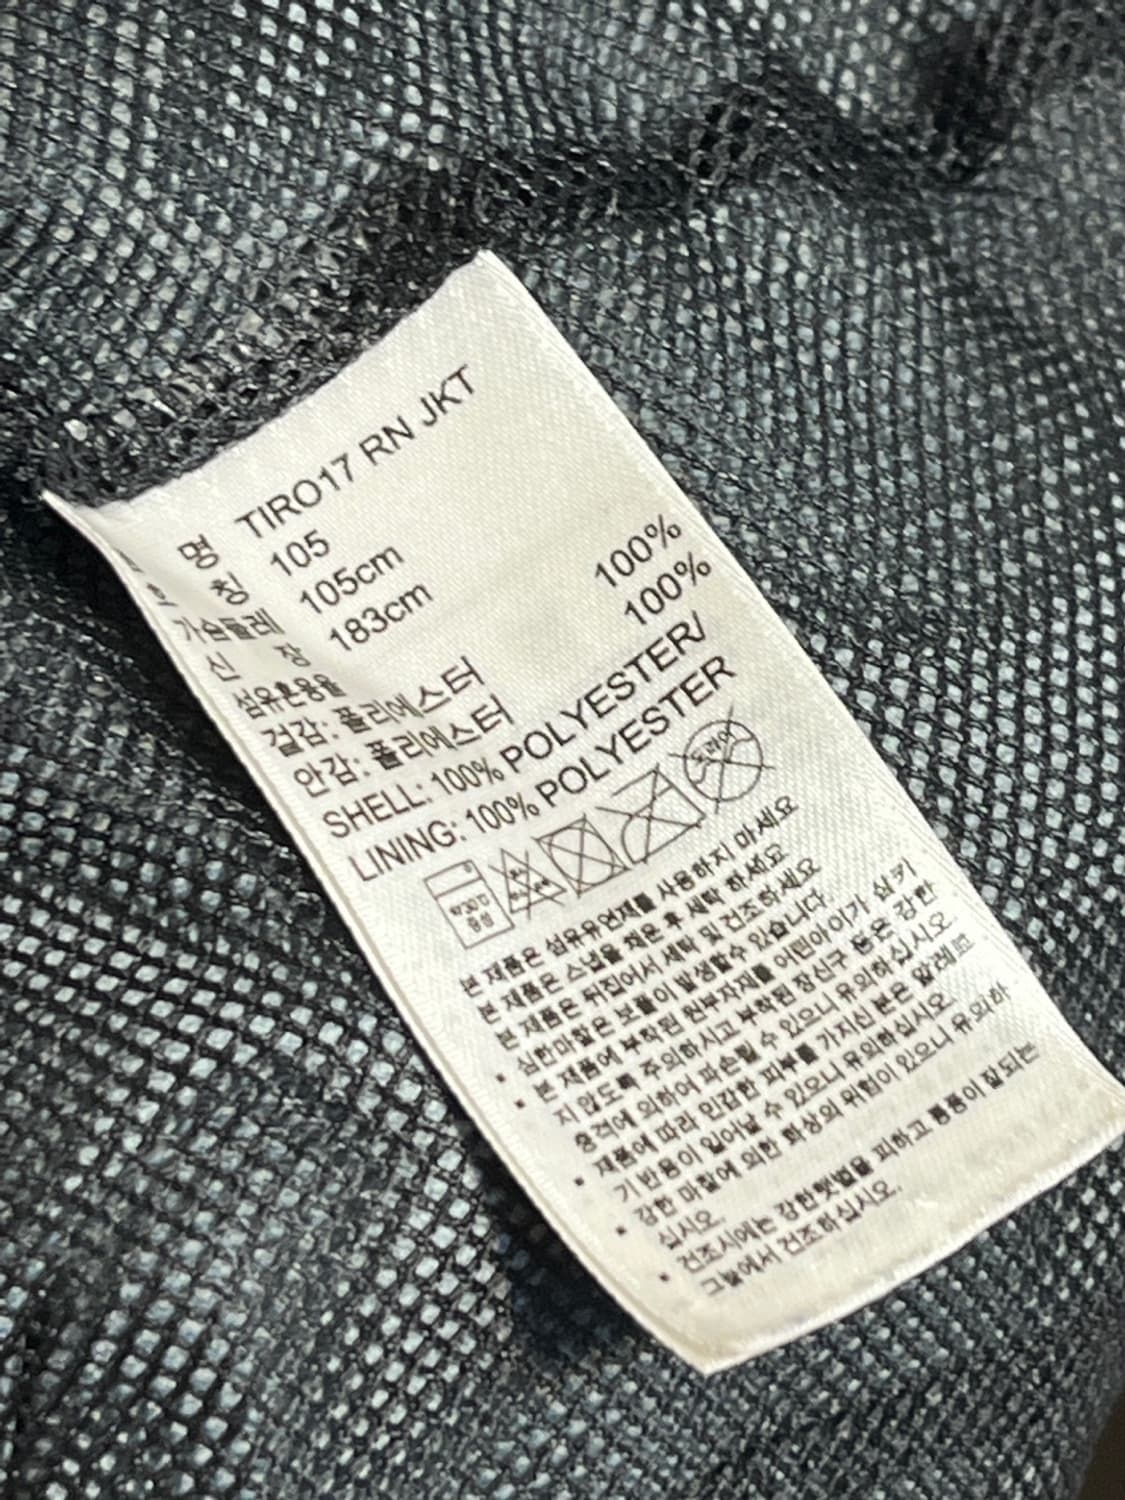 명 TIRO17 RN JKT
칭 105
가슴둘레 105cm
신 장 183cm
섬유혼용율
겉감: 폴리에스터 100%
안감: 폴리에스터 100%
SHELL: 100% POLYESTER/
LINING: 100% POLYESTER
약30℃ 중성
드라이
본 제품은 섬유유연제를 사용하지 마세요
본 제품은 스냅을 채운 후 세탁 하세요
본 제품은 뒤집어서 세탁 및 건조하세요
• 심한마찰은 보풀이 발생할수 있습니다.
• 본 제품에 부착된 원부자재를 어린아이가 삼키
지 않도록 주의하시고 부착된 장신구 등은 강한
충격에 의하여 파손될 수 있으니 유의하십시오.
• 제품에 따라 민감한 피부를 가지신 분은 알레르
기 반응이 일어날 수 있으니 유의하십시오.
• 강한 마찰에 의한 화상의 위험이 있으니 유의하
십시오.
• 건조시에는 강한햇볕을 피하고 통풍이 잘되는
그늘에서 건조하십시오.